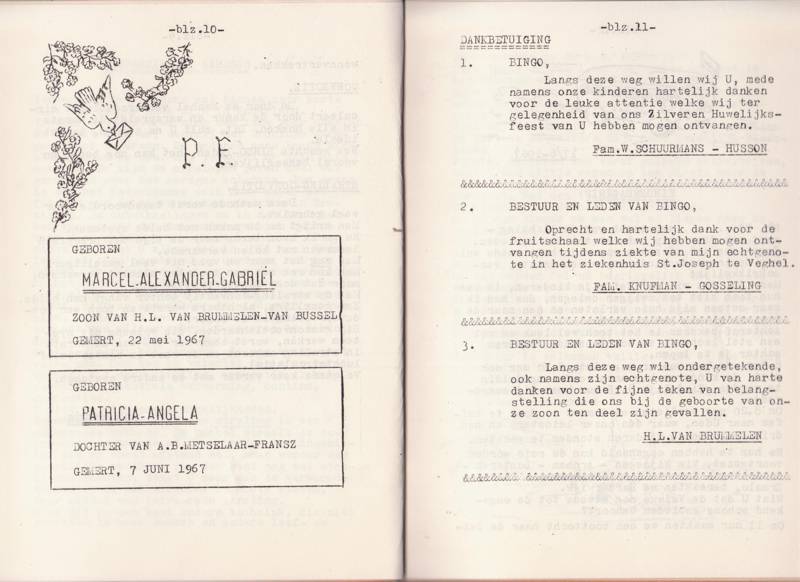 -blz.10-
P.F.
GEBOREN
MARCEL-ALEXANDER-GABRIËL
ZOON VAN H.L. VAN BRUMMELEN-VAN BUSSEL
GEMERT, 22 mei 1967
GEBOREN
PATRICIA-ANGELA
DOCHTER VAN A.B.METSELAAR-FRANSZ
GEMERT, 7 JUNI 1967
-blz.11-
DANKBETUIGING
1. BINGO,
Langs deze weg willen wij U, mede
namens onze kinderen hartelijk danken
voor de leuke attentie welke wij ter
gelegenheid van ons Zilveren Huwelijks-
feest van U hebben mogen ontvangen.
Fam.W.SCHUURMANS - HUSSON
2. BESTUUR EN LEDEN VAN BINGO,
Oprecht en hartelijk dank voor de
fruitschaal welke wij hebben mogen ont-
vangen tijdens ziekte van mijn echtgeno-
te in het ziekenhuis St.Joseph te Veghel.
FAM. KNUFMAN - GOSSELING
3. BESTUUR EN LEDEN VAN BINGO,
Langs deze weg wil ondergetekende,
ook namens zijn echtgenote, U van harte
danken voor de fijne teken van belang-
stelling die ons bij de geboorte van on-
ze zoon ten deel zijn gevallen.
H.L.VAN BRUMMELEN